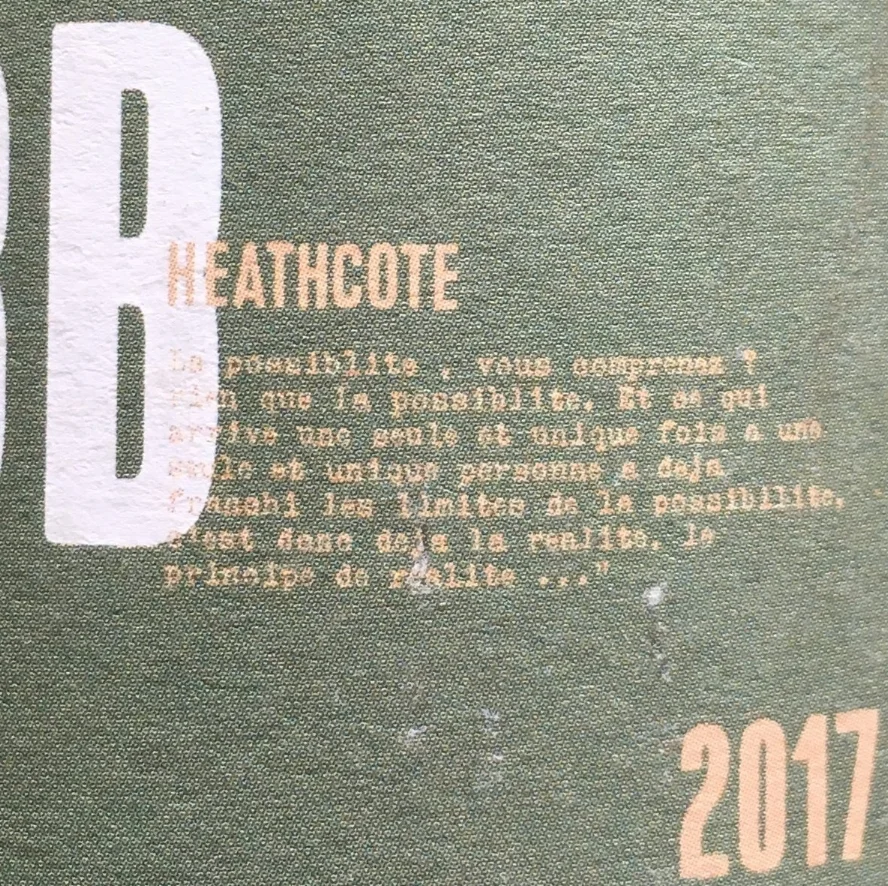 B
HEATHCOTE
La possiblite , vous comprenez ?
Rien que la possiblite. Et ce qui
arrive une seule et unique fois a une
seule et unique personne a deja
franchi les limites de la possibilite,
c'est donc deja la realite, le
principe de realite ..."
2017